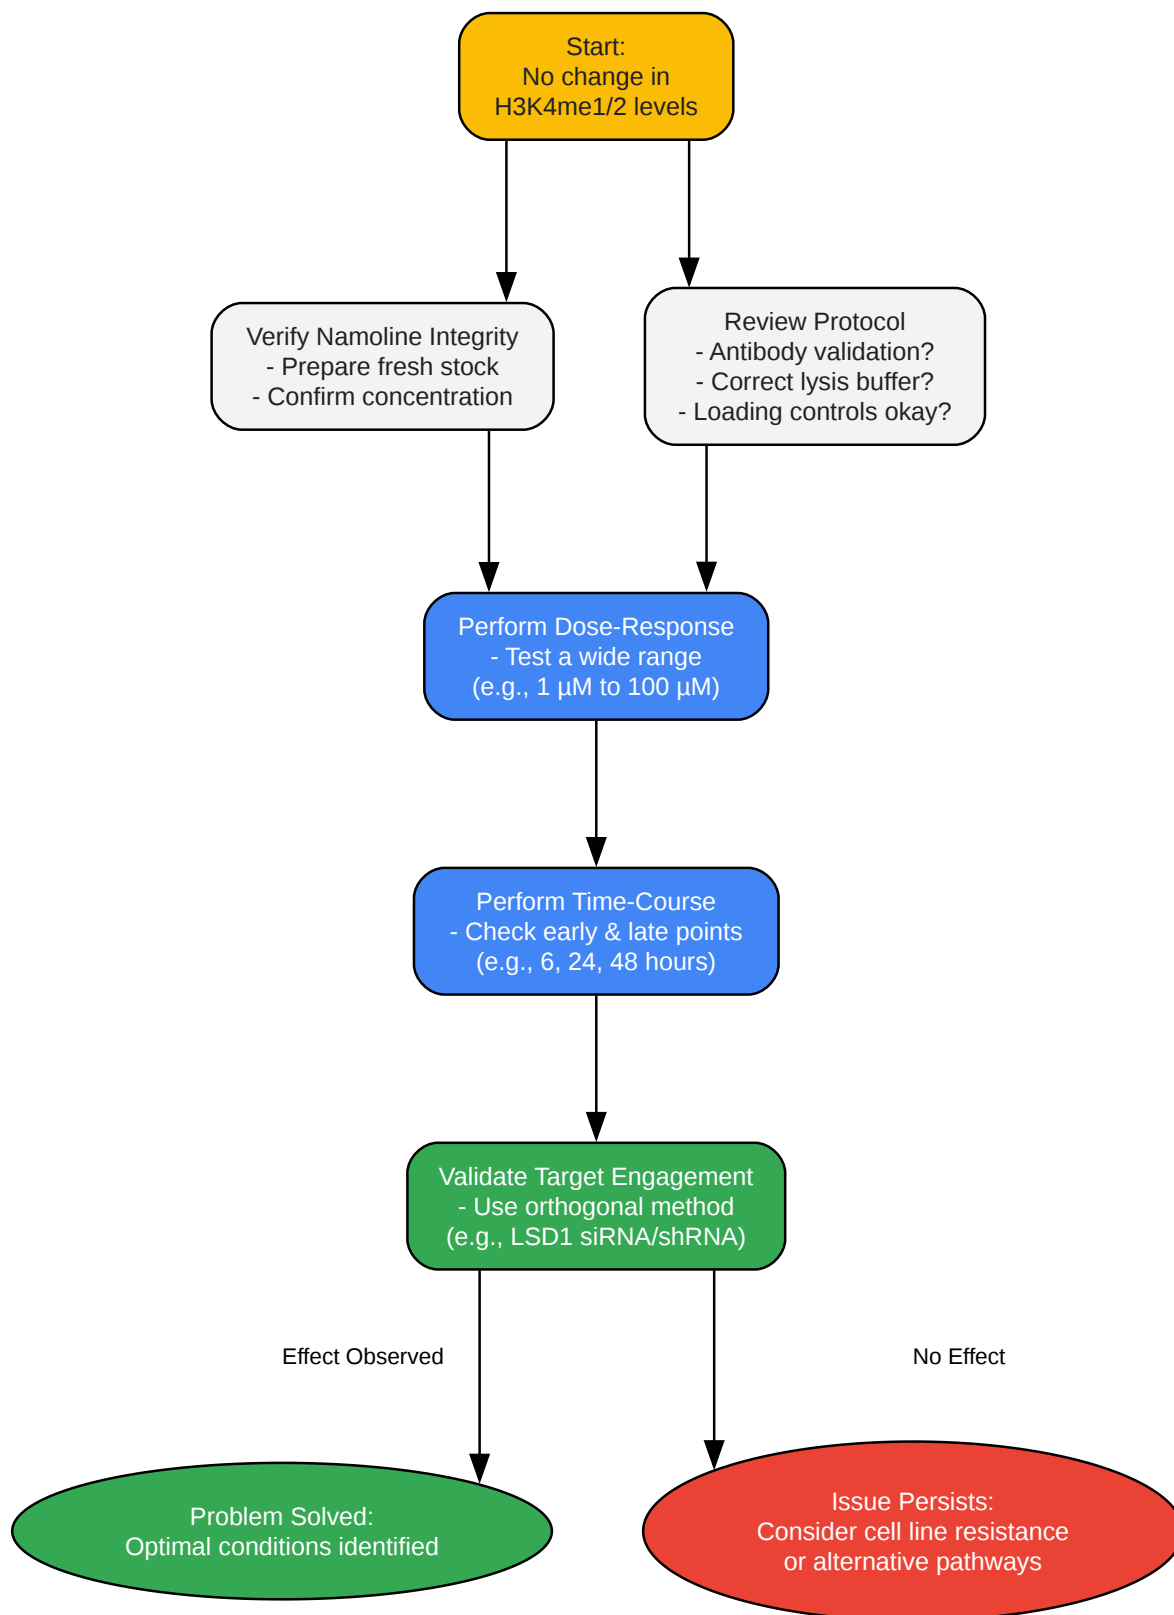 Start:
No change in
H3K4me1/2 levels
Verify Namoline Integrity
- Prepare fresh stock
- Confirm concentration
Review Protocol
- Antibody validation?
- Correct lysis buffer?
- Loading controls okay?
Perform Dose-Response
- Test a wide range
(e.g., 1 µM to 100 µM)
Perform Time-Course
- Check early & late points
(e.g., 6, 24, 48 hours)
Validate Target Engagement
- Use orthogonal method
(e.g., LSD1 siRNA/shRNA)
Effect Observed
No Effect
Problem Solved:
Optimal conditions identified
Issue Persists:
Consider cell line resistance
or alternative pathways